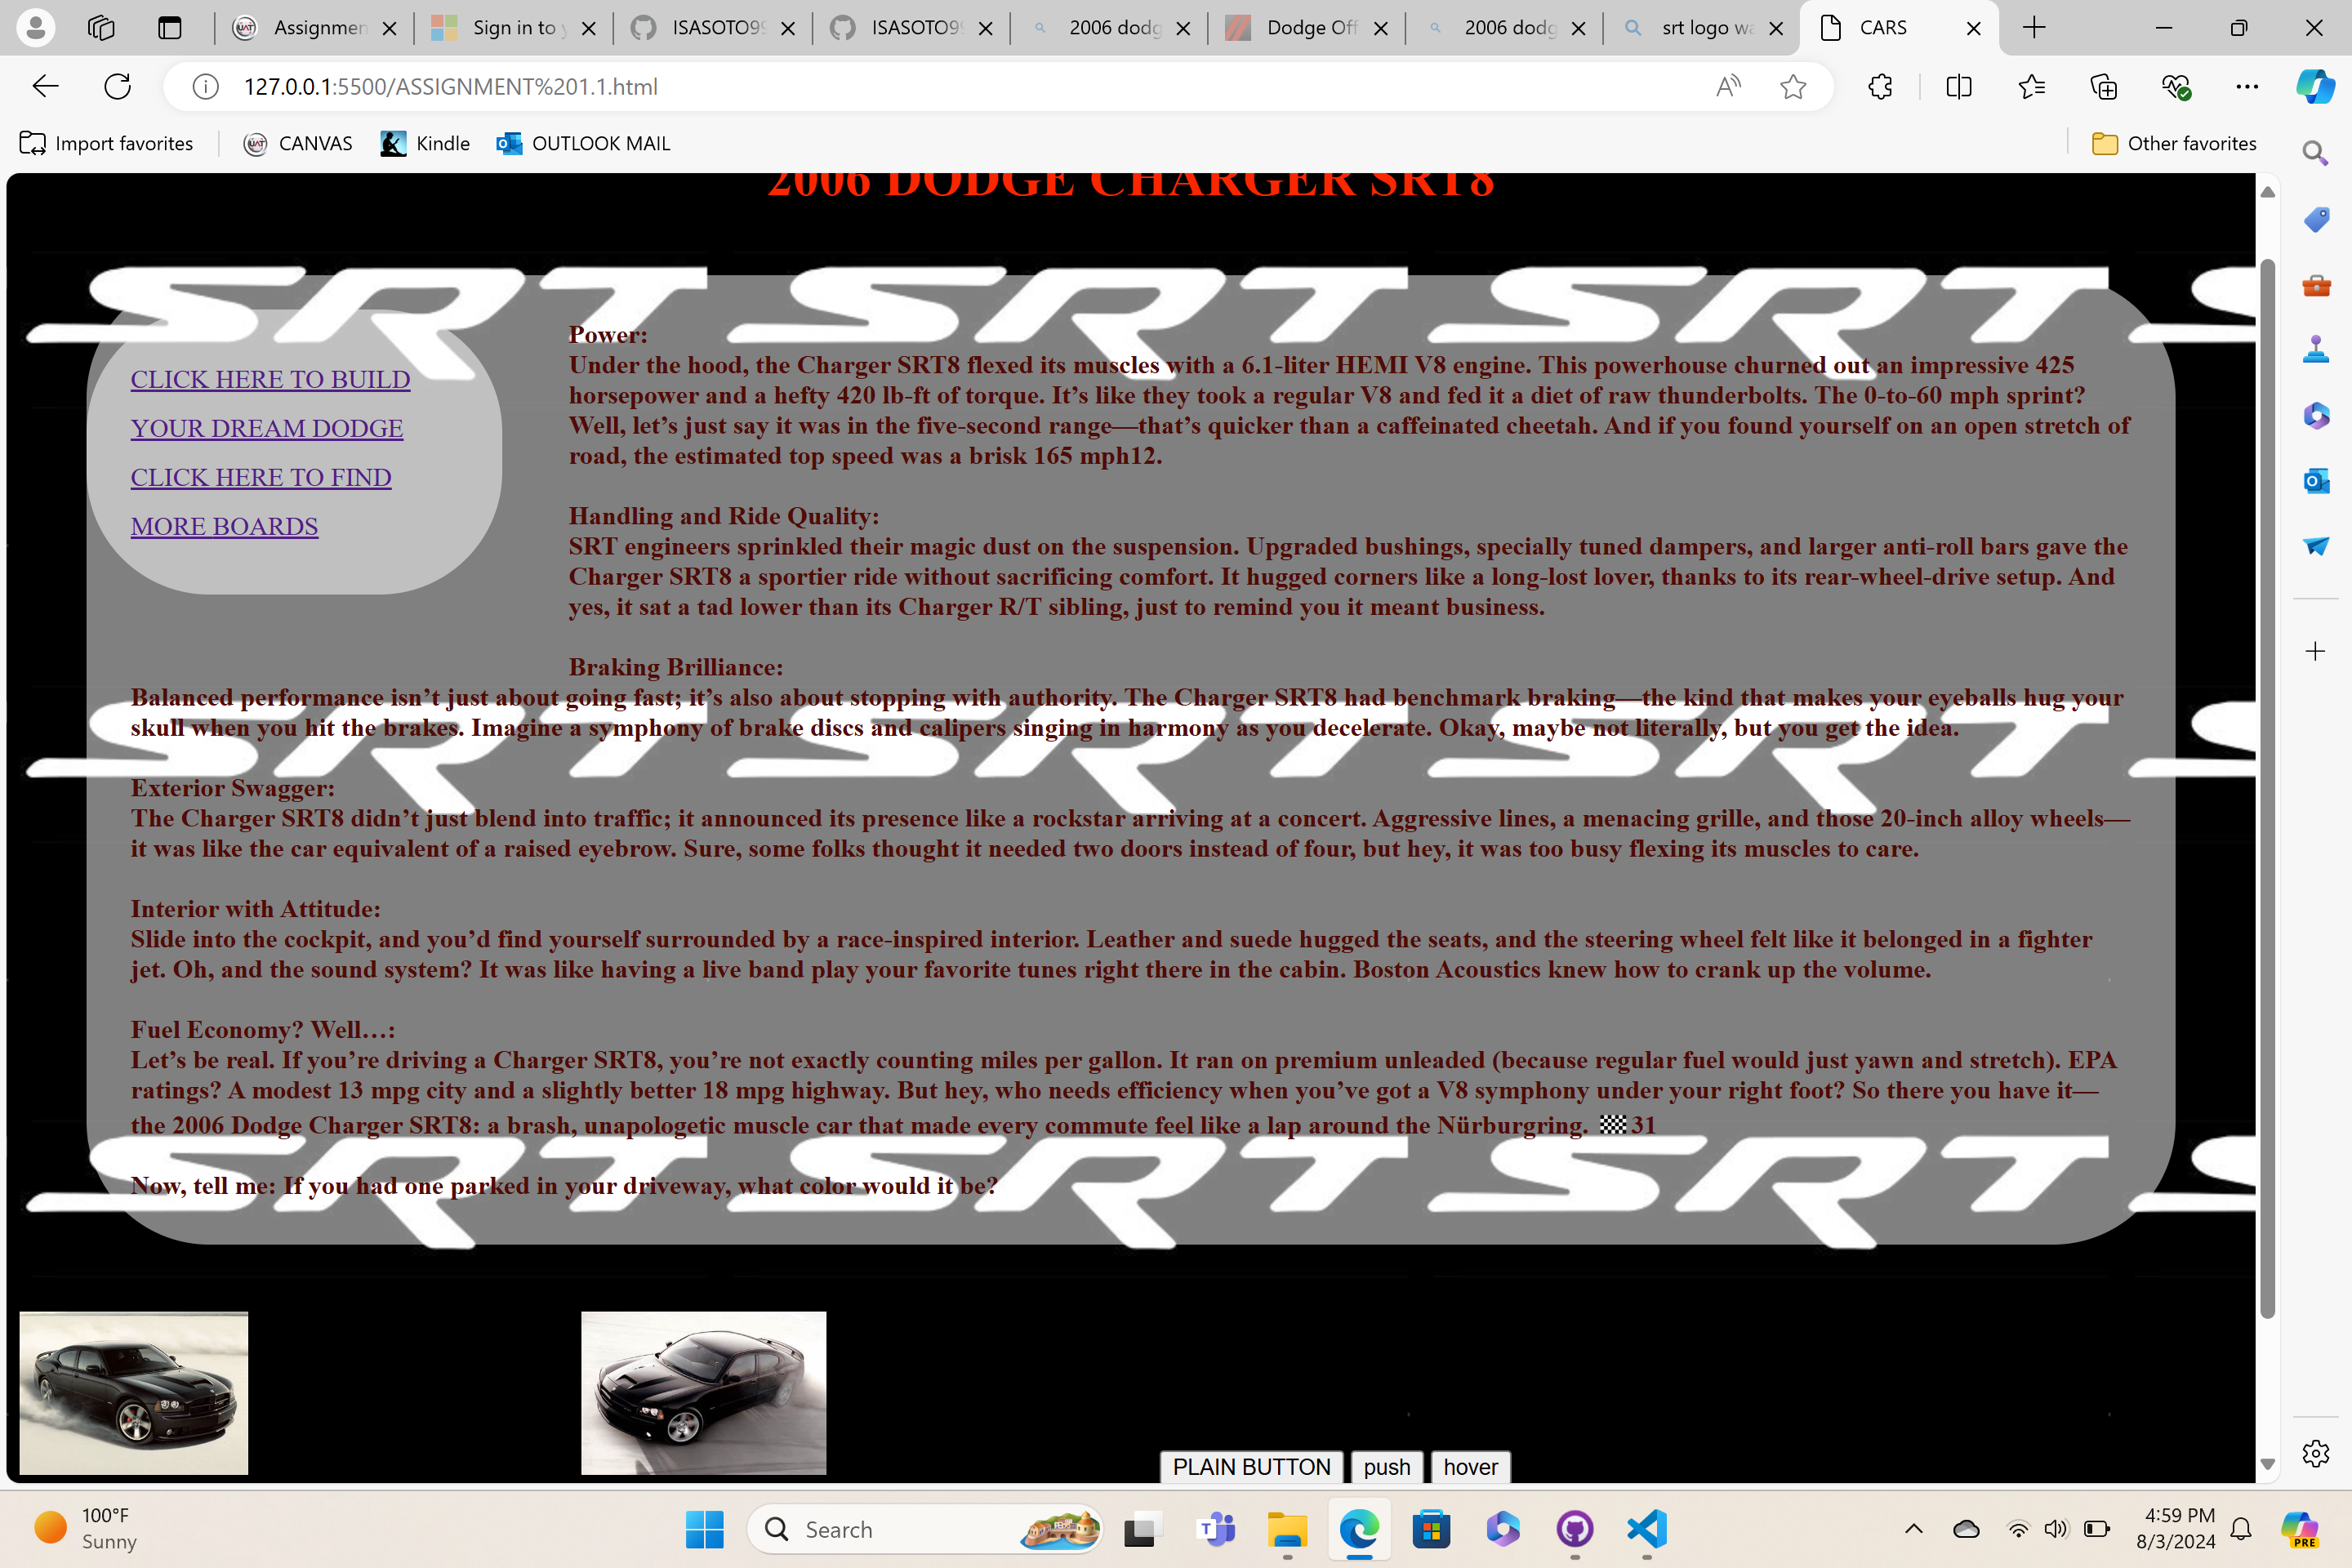 Assignmen
Sign in to y
ISASOTO99
ISASOTO99
2006 dodg
Dodge Off
2006 dodg
srt logo wa
CARS
127.0.0.1:5500/ASSIGNMENT%201.1.html
Import favorites
CANVAS
Kindle
OUTLOOK MAIL
Other favorites
2006 DODGE CHARGER SRT8
SRT SRT SRT S
CLICK HERE TO BUILD
YOUR DREAM DODGE
CLICK HERE TO FIND
MORE BOARDS
Power:
Under the hood, the Charger SRT8 flexed its muscles with a 6.1-liter HEMI V8 engine. This powerhouse churned out an impressive 425
horsepower and a hefty 420 lb-ft of torque. It’s like they took a regular V8 and fed it a diet of raw thunderbolts. The 0-to-60 mph sprint?
Well, let’s just say it was in the five-second range—that’s quicker than a caffeinated cheetah. And if you found yourself on an open stretch of
road, the estimated top speed was a brisk 165 mph12.
Handling and Ride Quality:
SRT engineers sprinkled their magic dust on the suspension. Upgraded bushings, specially tuned dampers, and larger anti-roll bars gave the
Charger SRT8 a sportier ride without sacrificing comfort. It hugged corners like a long-lost lover, thanks to its rear-wheel-drive setup. And
yes, it sat a tad lower than its Charger R/T sibling, just to remind you it meant business.
Braking Brilliance:
Balanced performance isn’t just about going fast; it’s also about stopping with authority. The Charger SRT8 had benchmark braking—the kind that makes your eyeballs hug your
skull when you hit the brakes. Imagine a symphony of brake discs and calipers singing in harmony as you decelerate. Okay, maybe not literally, but you get the idea.
SRT SRT SRT S
Exterior Swagger:
The Charger SRT8 didn’t just blend into traffic; it announced its presence like a rockstar arriving at a concert. Aggressive lines, a menacing grille, and those 20-inch alloy wheels—
it was like the car equivalent of a raised eyebrow. Sure, some folks thought it needed two doors instead of four, but hey, it was too busy flexing its muscles to care.
Interior with Attitude:
Slide into the cockpit, and you’d find yourself surrounded by a race-inspired interior. Leather and suede hugged the seats, and the steering wheel felt like it belonged in a fighter
jet. Oh, and the sound system? It was like having a live band play your favorite tunes right there in the cabin. Boston Acoustics knew how to crank up the volume.
Fuel Economy? Well…:
Let’s be real. If you’re driving a Charger SRT8, you’re not exactly counting miles per gallon. It ran on premium unleaded (because regular fuel would just yawn and stretch). EPA
ratings? A modest 13 mpg city and a slightly better 18 mpg highway. But hey, who needs efficiency when you’ve got a V8 symphony under your right foot? So there you have it—
the 2006 Dodge Charger SRT8: a brash, unapologetic muscle car that made every commute feel like a lap around the Nürburgring. 🏁31
SRT SRT SRT S
Now, tell me: If you had one parked in your driveway, what color would it be?
PLAIN BUTTON
push
hover
100°F
Sunny
Search
4:59 PM
8/3/2024
PRE